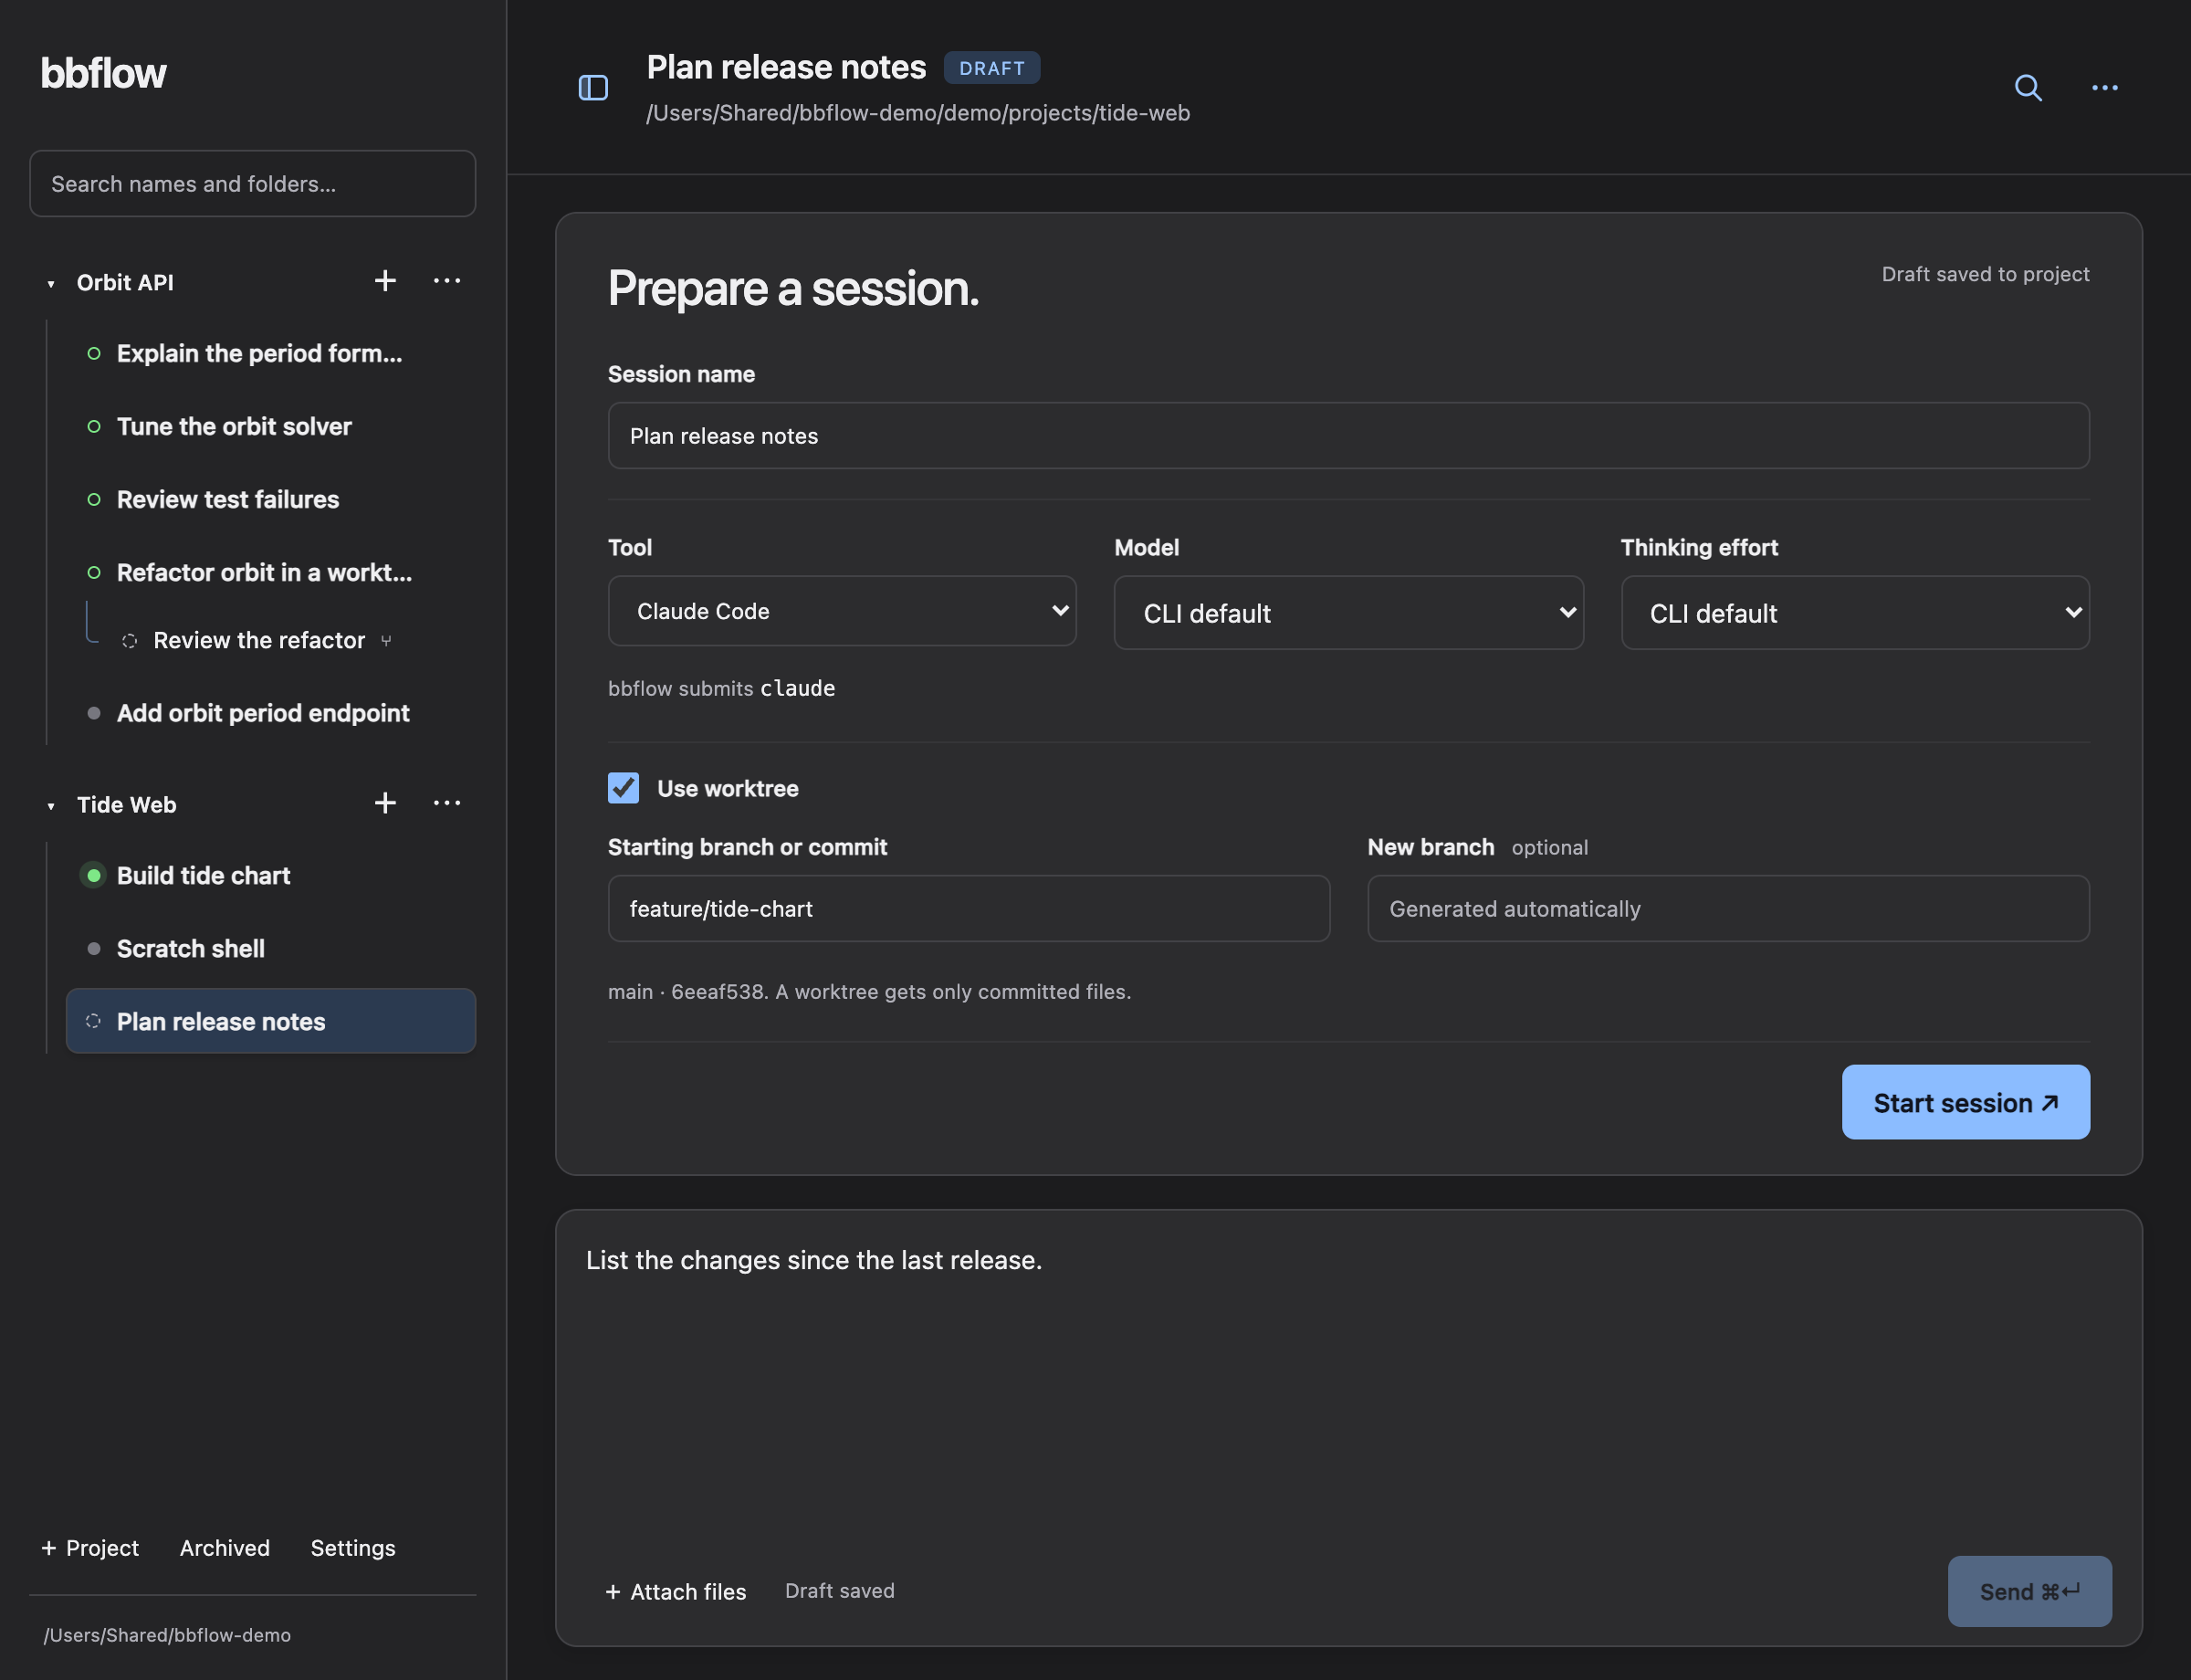 bbflow
Search names and folders...
Orbit API
Explain the period form...
Tune the orbit solver
Review test failures
Refactor orbit in a workt...
Review the refactor
Add orbit period endpoint
Tide Web
Build tide chart
Scratch shell
Plan release notes
+ Project Archived Settings
/Users/Shared/bbflow-demo
Plan release notes DRAFT
/Users/Shared/bbflow-demo/demo/projects/tide-web
Prepare a session.
Draft saved to project
Session name
Plan release notes
Tool Model Thinking effort
Claude Code CLI default CLI default
bbflow submits claude
Use worktree
Starting branch or commit New branch optional
feature/tide-chart Generated automatically
main · 6eeaf538. A worktree gets only committed files.
Start session ↗
List the changes since the last release.
+ Attach files Draft saved
Send ⌘↵